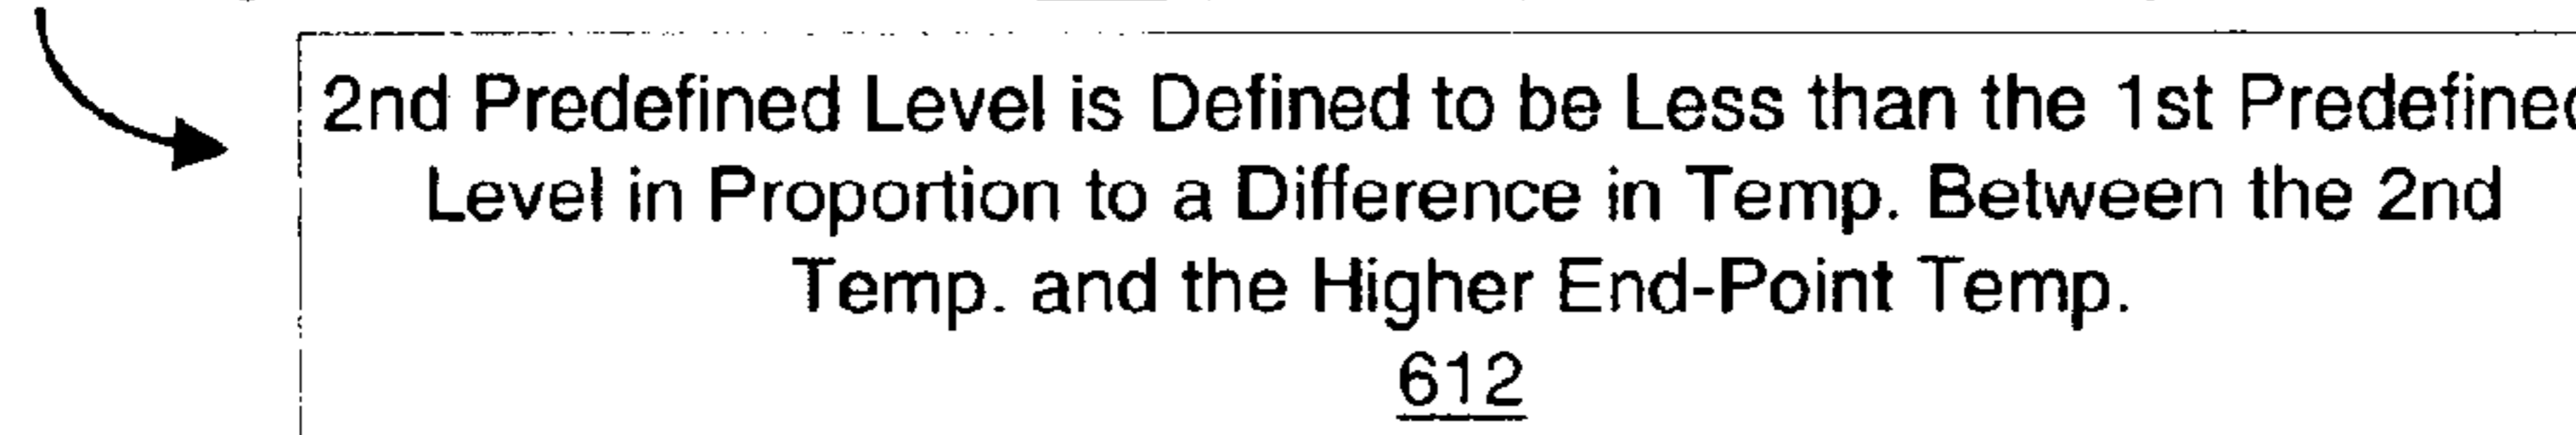 2nd Predefined Level is Defined to be Less than the 1st Predefined
Level in Proportion to a Difference in Temp. Between the 2nd
Temp. and the Higher End-Point Temp.
612